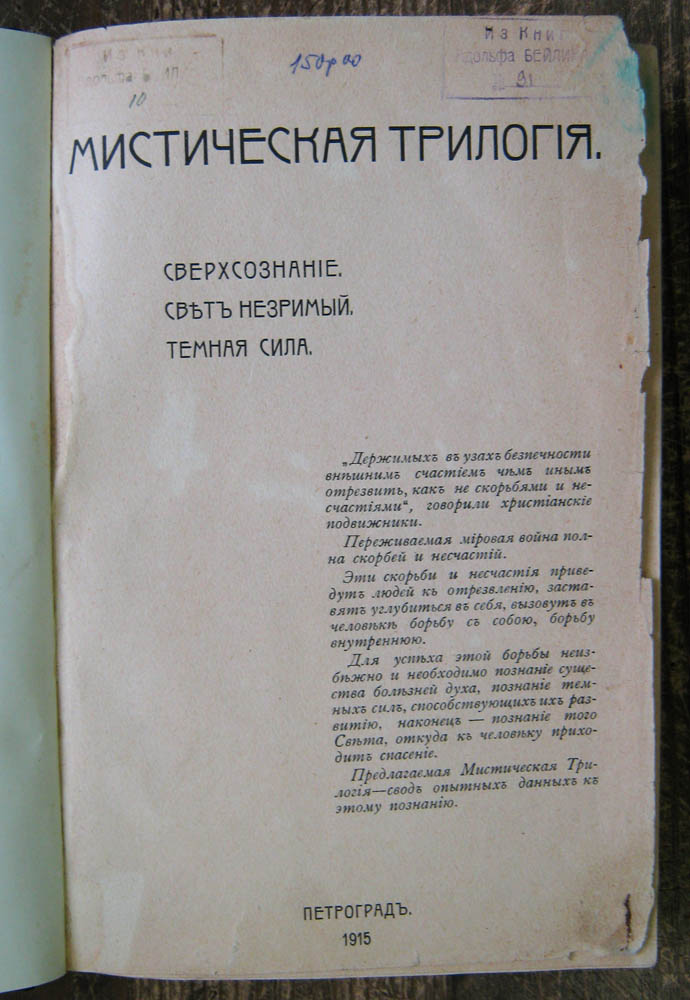 Из Кни
150р00
Из Книг
дольфа БЕЙЛИ
10
91
МИСТИЧЕСКАЯ ТРИЛОГІЯ.
СВЕРХСОЗНАНІЕ.
СВѢТЪ НЕЗРИМЫЙ.
ТЕМНАЯ СИЛА.
„Держимыхъ въ узахъ безпечности
внѣшнимъ счастіемъ чѣмъ инымъ
отрезвить, какъ не скорбями и не-
счастіями“, говорили христіанскіе
подвижники.
Переживаемая міровая война пол-
на скорбей и несчастій.
Эти скорби и несчастія приве-
дутъ людей къ отрезвленію, заста-
вятъ углубиться въ себя, вызовутъ въ
человѣкѣ борьбу съ собою, борьбу
внутреннюю.
Для успѣха этой борьбы неиз-
бѣжно и необходимо познаніе суще-
ства болѣзней духа, познаніе тем-
ныхъ силъ, способствующихъ ихъ раз-
витію, наконецъ — познаніе того
Свѣта, откуда къ человѣку прихо-
дитъ спасеніе.
Предлагаемая Мистическая Три-
логія—сводъ опытныхъ данныхъ къ
этому познанію.
ПЕТРОГРАДЪ.
1915